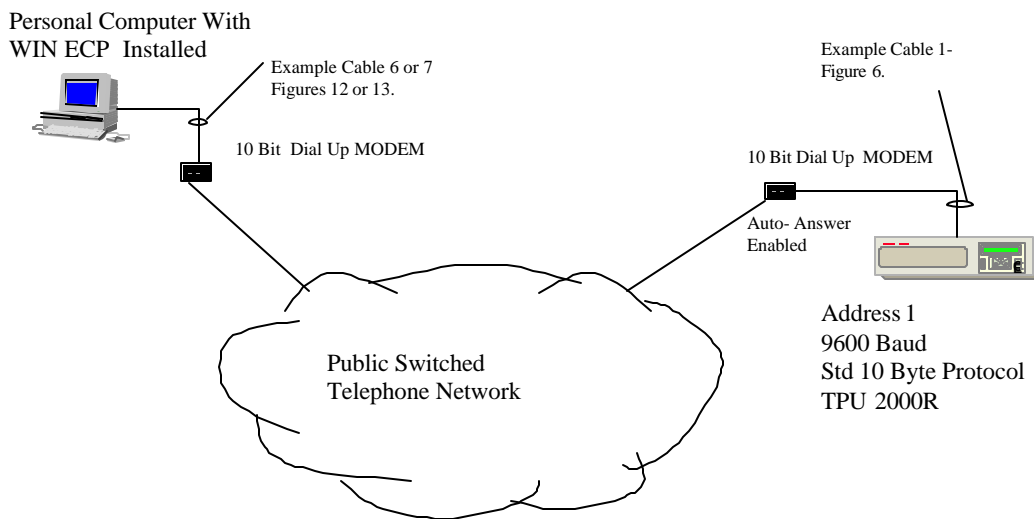 Personal Computer With
WIN ECP Installed
Example Cable 6 or 7
Figures 12 or 13.
10 Bit Dial Up MODEM
Example Cable 1-
Figure 6.
10 Bit Dial Up MODEM
Auto- Answer
Enabled
Address 1
9600 Baud
Std 10 Byte Protocol
TPU 2000R
Public Switched
Telephone Network